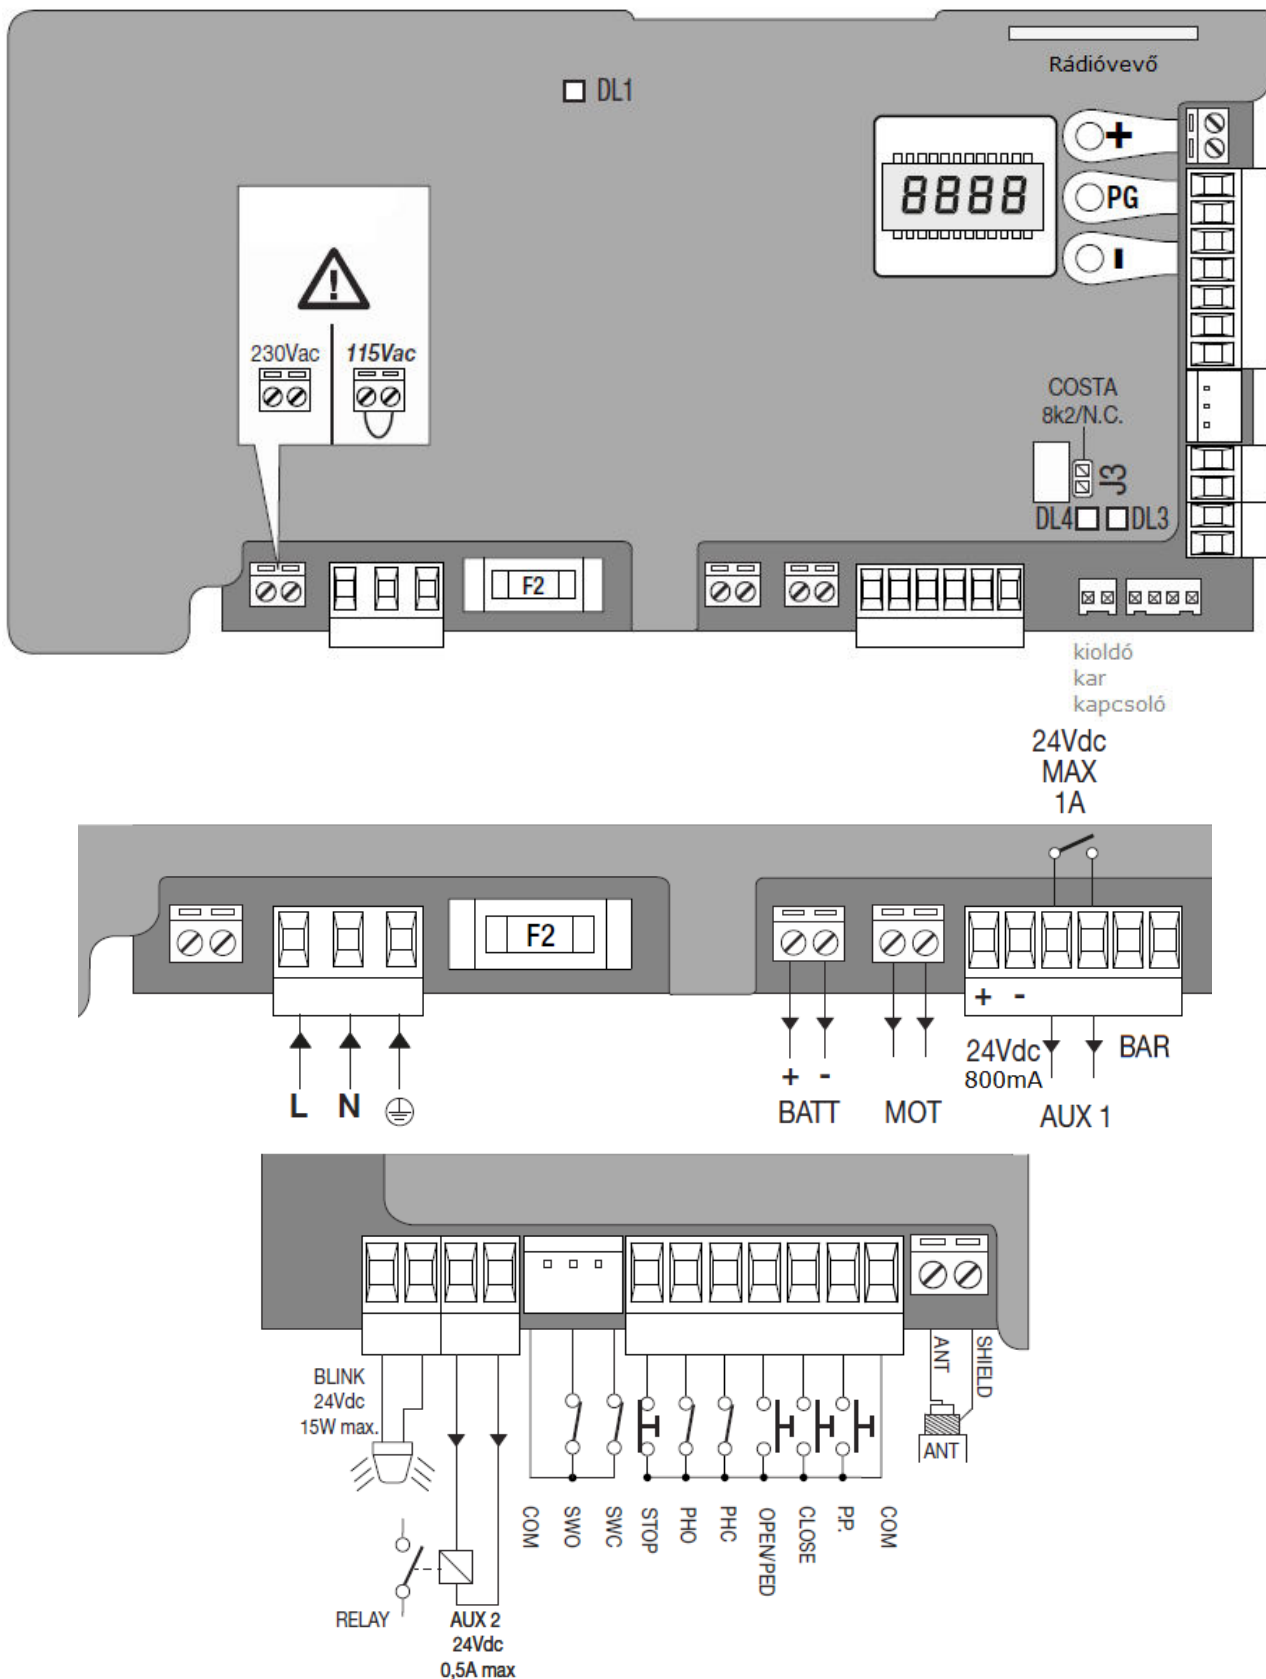 Rádióvevő
DL1
+
8888
PG
-
230Vac
115Vac
COSTA
8k2/N.C.
J3
DL4
DL3
F2
kioldó
kar
kapcsoló
24Vdc
MAX
1A
F2
+ -
24Vdc
800mA
BAR
L N
+ -
BATT
MOT
AUX 1
BLINK
24Vdc
15W max.
ANT
SHIELD
ANT
COM
SWO
SWC
STOP
PHO
PHC
OPEN/PED
CLOSE
P.P.
COM
RELAY
AUX 2
24Vdc
0,5A max